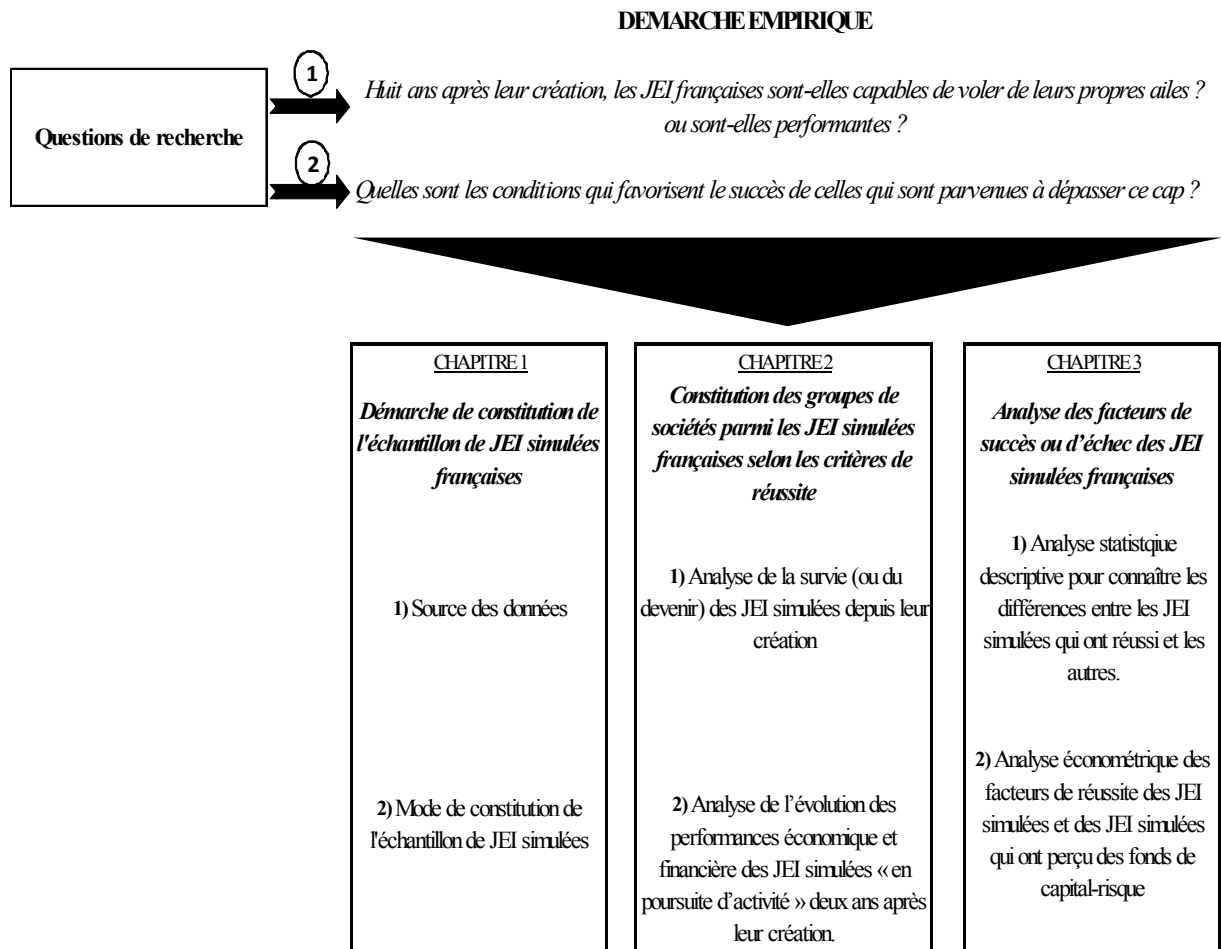 DEMARCHE EMPIRIQUE
Questions de recherche
1
Huit ans après leur création, les JEI françaises sont-elles capables de voler de leurs propres ailes ?
ou sont-elles performantes ?
2
Quelles sont les conditions qui favorisent le succès de celles qui sont parvenues à dépasser ce cap ?
CHAPITRE 1
Démarche de constitution de
l'échantillon de JEI simulées
françaises
1) Source des données
2) Mode de constitution de
l'échantillon de JEI simulées
CHAPITRE 2
Constitution des groupes de
sociétés parmi les JEI simulées
françaises selon les critères de
réussite
1) Analyse de la survie (ou du
devenir) des JEI simulées depuis leur
création
2) Analyse de l’évolution des
performances économique et
financière des JEI simulées « en
poursuite d’activité » deux ans après
leur création.
CHAPITRE 3
Analyse des facteurs de
succès ou d’échec des JEI
simulées françaises
1) Analyse statistqiue
descriptive pour connaître les
différences entre les JEI
simulées qui ont réussi et les
autres.
2) Analyse économétrique des
facteurs de réussite des JEI
simulées et des JEI simulées
qui ont perçu des fonds de
capital-risque